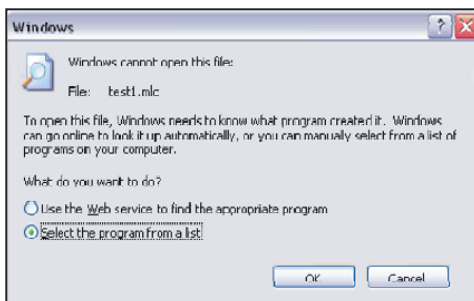 Windows
Windows cannot open this file:
File: test1.mlc
To open this file, Windows needs to know what program created it. Windows
can go online to look it up automatically, or you can manually select from a list of
programs on your computer.
What do you want to do?
Use the Web service to find the appropriate program
Select the program from a list
OK
Cancel